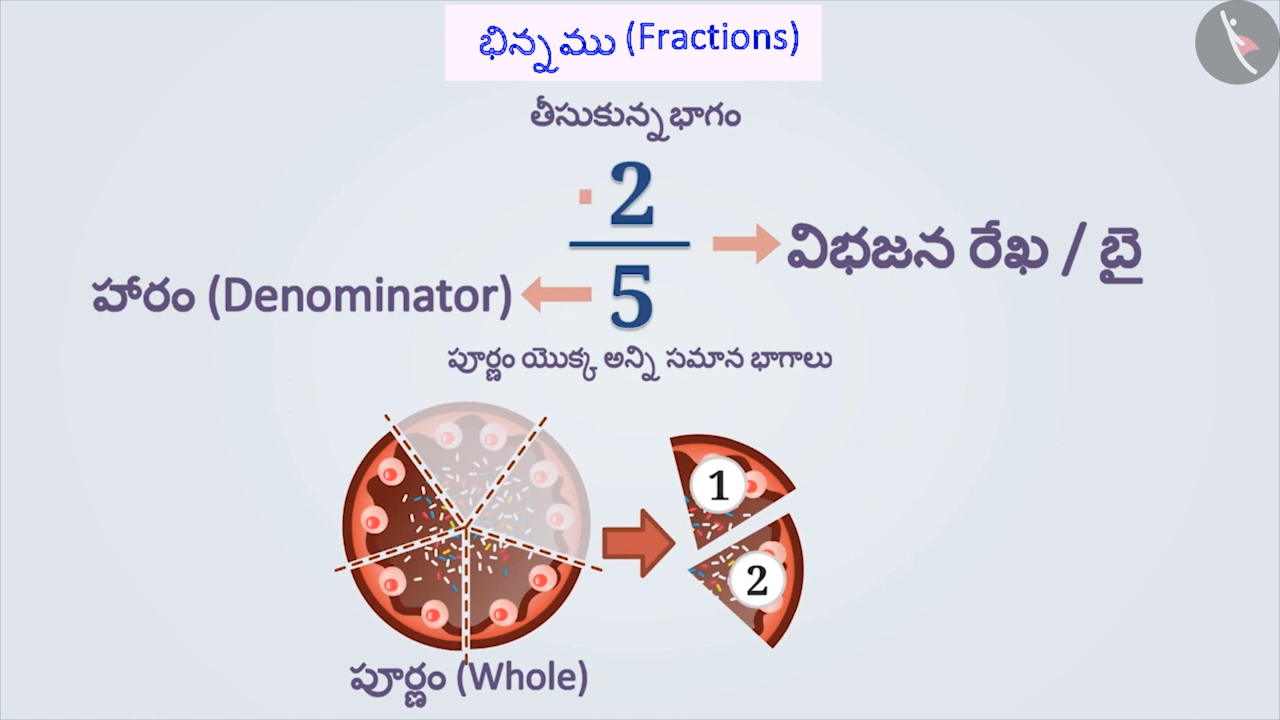 భిన్నము (Fractions)
తీసుకున్న భాగం
2
విభజన రేఖ / బై
5
హారం (Denominator)
పూర్ణం యొక్క అన్ని సమాన భాగాలు
1
2
పూర్ణం (Whole)